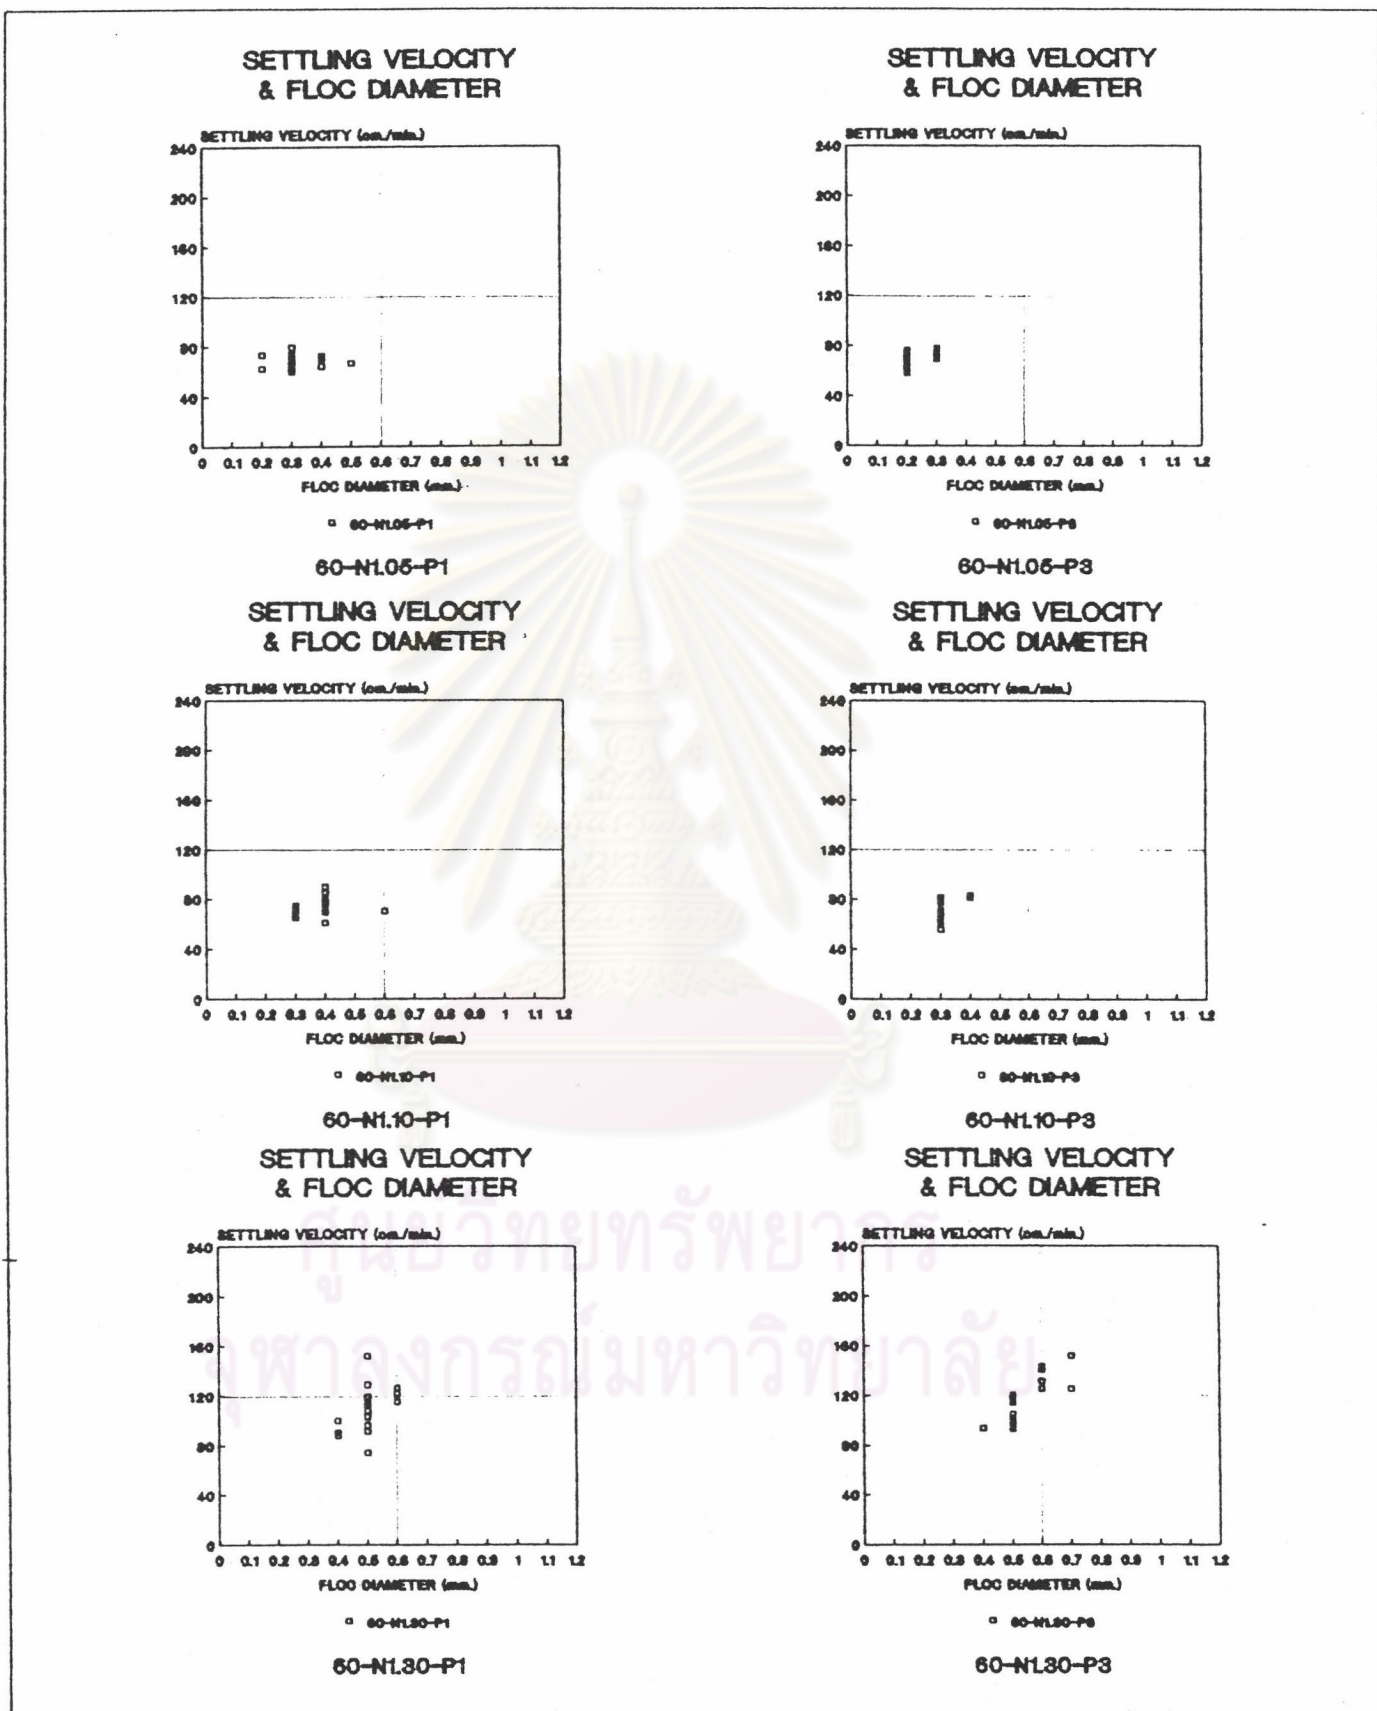 SETTLING VELOCITY
& FLOC DIAMETER
SETTLING VELOCITY (cm./min.)
240
200
160
120
80
40
0
0 0.1 0.2 0.3 0.4 0.5 0.6 0.7 0.8 0.9 1 1.1 1.2
FLOC DIAMETER (mm.)
60-N1.05-P1
60-N1.05-P1
SETTLING VELOCITY
& FLOC DIAMETER
SETTLING VELOCITY (cm./min.)
240
200
160
120
80
40
0
0 0.1 0.2 0.3 0.4 0.5 0.6 0.7 0.8 0.9 1 1.1 1.2
FLOC DIAMETER (mm.)
60-N1.05-P3
60-N1.05-P3
SETTLING VELOCITY
& FLOC DIAMETER
SETTLING VELOCITY (cm./min.)
240
200
160
120
80
40
0
0 0.1 0.2 0.3 0.4 0.5 0.6 0.7 0.8 0.9 1 1.1 1.2
FLOC DIAMETER (mm.)
60-N1.10-P1
60-N1.10-P1
SETTLING VELOCITY
& FLOC DIAMETER
SETTLING VELOCITY (cm./min.)
240
200
160
120
80
40
0
0 0.1 0.2 0.3 0.4 0.5 0.6 0.7 0.8 0.9 1 1.1 1.2
FLOC DIAMETER (mm.)
60-N1.10-P3
60-N1.10-P3
SETTLING VELOCITY
& FLOC DIAMETER
SETTLING VELOCITY (cm./min.)
240
200
160
120
80
40
0
0 0.1 0.2 0.3 0.4 0.5 0.6 0.7 0.8 0.9 1 1.1 1.2
FLOC DIAMETER (mm.)
60-N1.30-P1
60-N1.30-P1
SETTLING VELOCITY
& FLOC DIAMETER
SETTLING VELOCITY (cm./min.)
240
200
160
120
80
40
0
0 0.1 0.2 0.3 0.4 0.5 0.6 0.7 0.8 0.9 1 1.1 1.2
FLOC DIAMETER (mm.)
60-N1.30-P3
60-N1.30-P3
ศูนยวิทยทรัพยากร
จุฬาลงกรณ์มหาวิทยาลัย